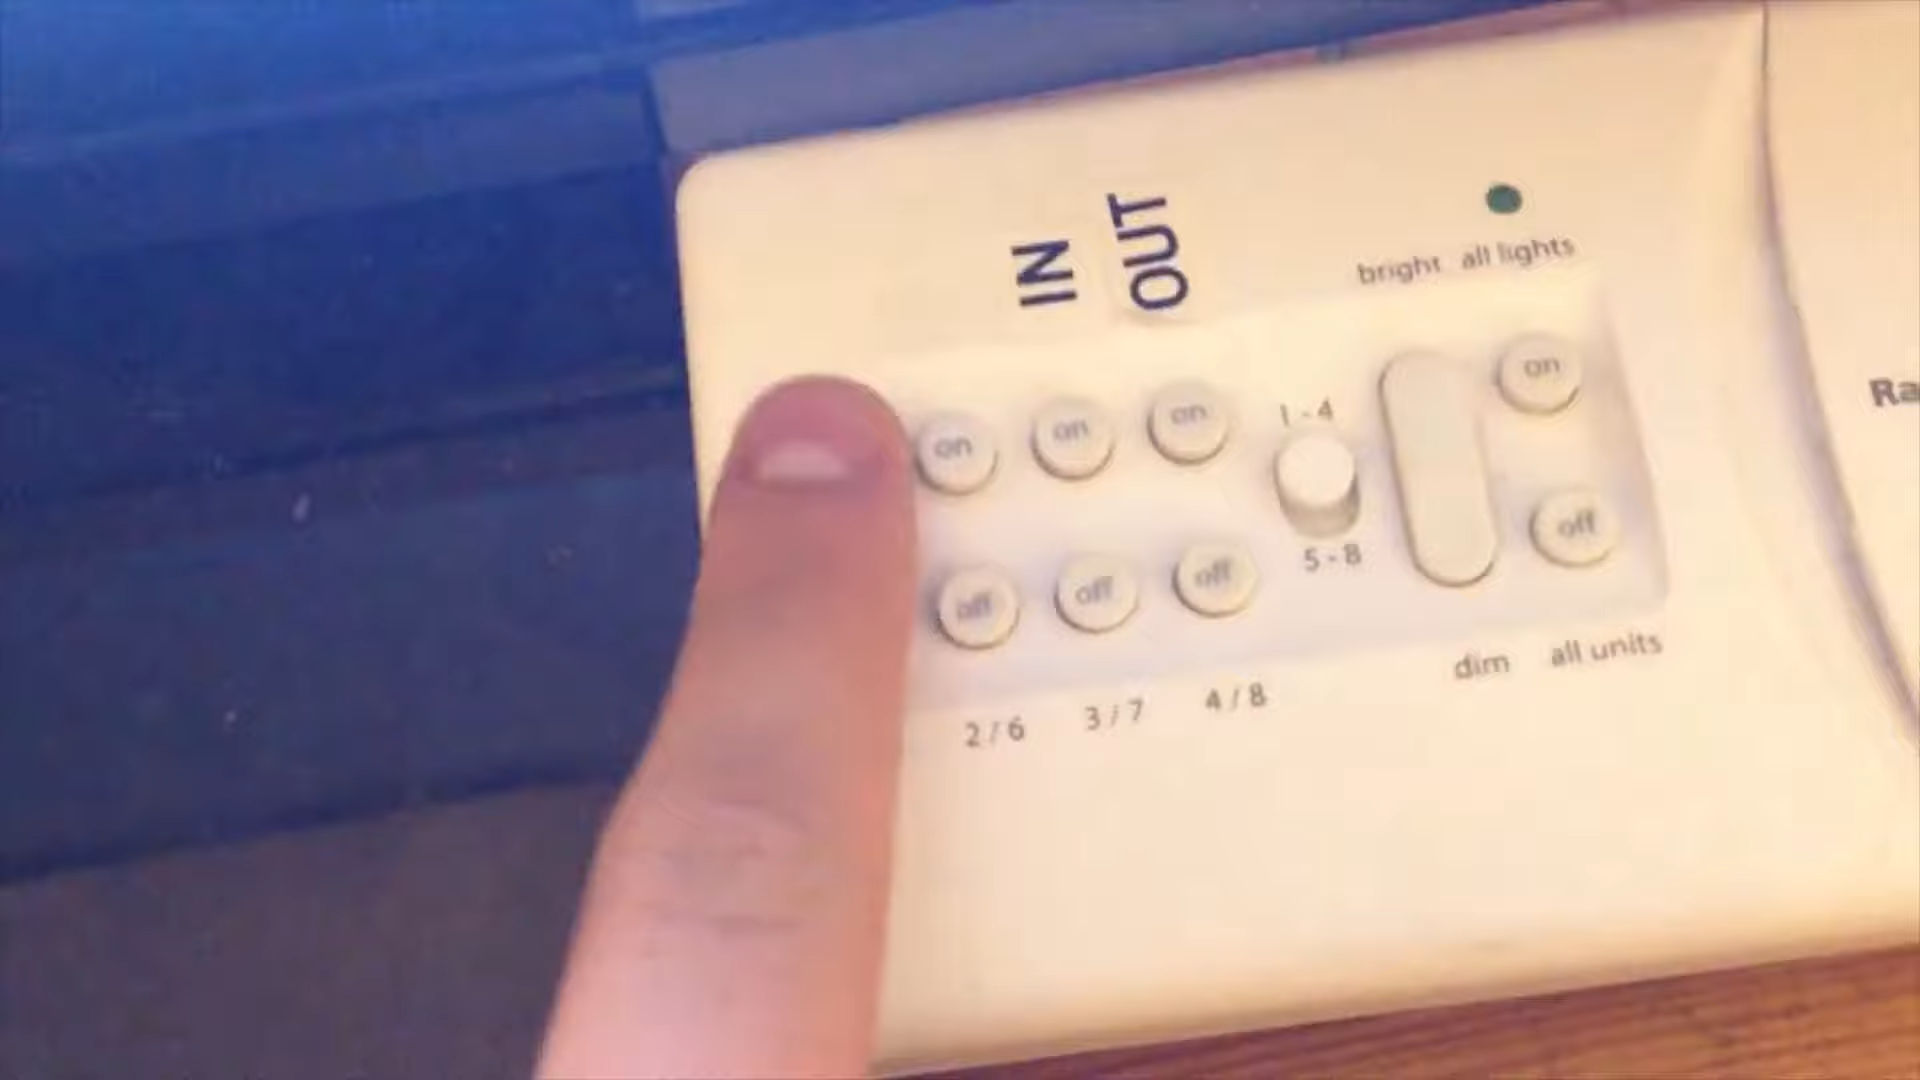 IN
OUT
bright all lights
on on on on
1 - 4
off off off off
5 - 8
2 / 6 3 / 7 4 / 8
dim all units